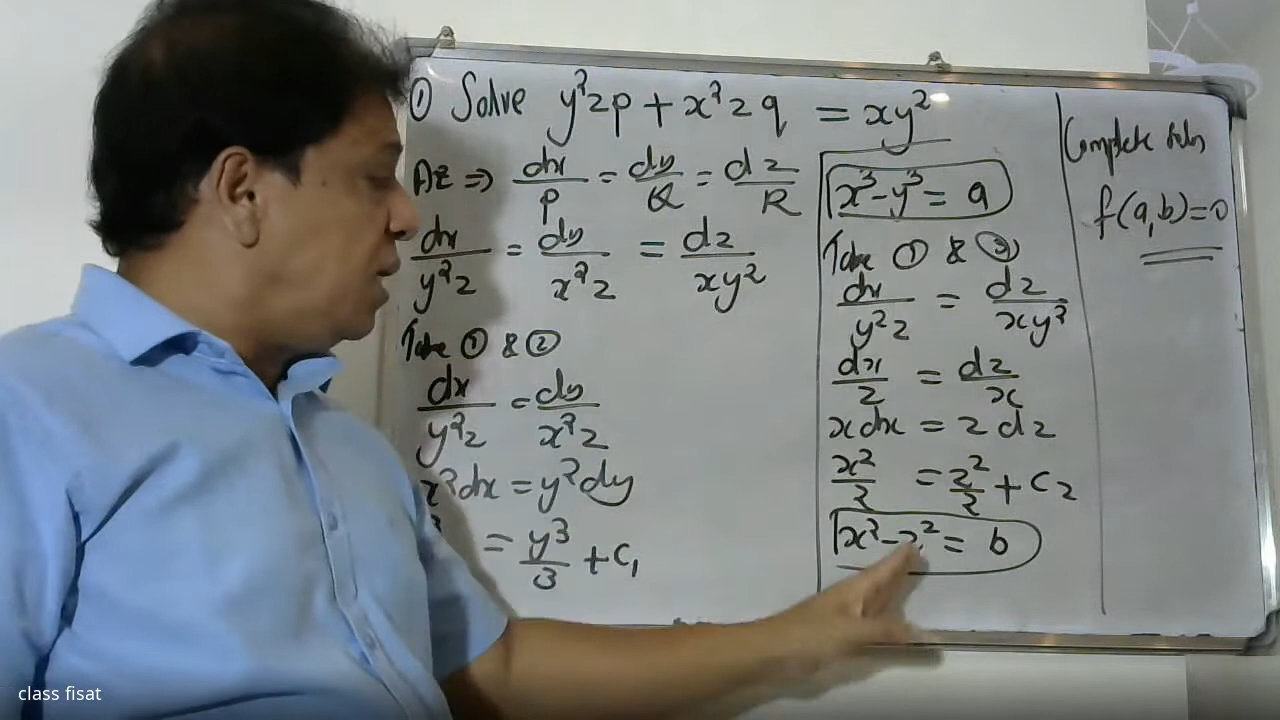 ① Solve y²zp + x²zq = xy²
AE ⇒ dx/P = dy/Q = dz/R
dx/y²z = dy/x²z = dz/xy²
Take ① & ②
dx/y²z = dy/x²z
x²dx = y²dy
= y³/3 + C₁
x³-y³ = a
Take ① & ③
dx/y²z = dz/xy²
dx/z = dz/x
xdx = zdz
x²/2 = z²/2 + C₂
x²-z² = b
Complete soln
f(a,b)=0
class fisat